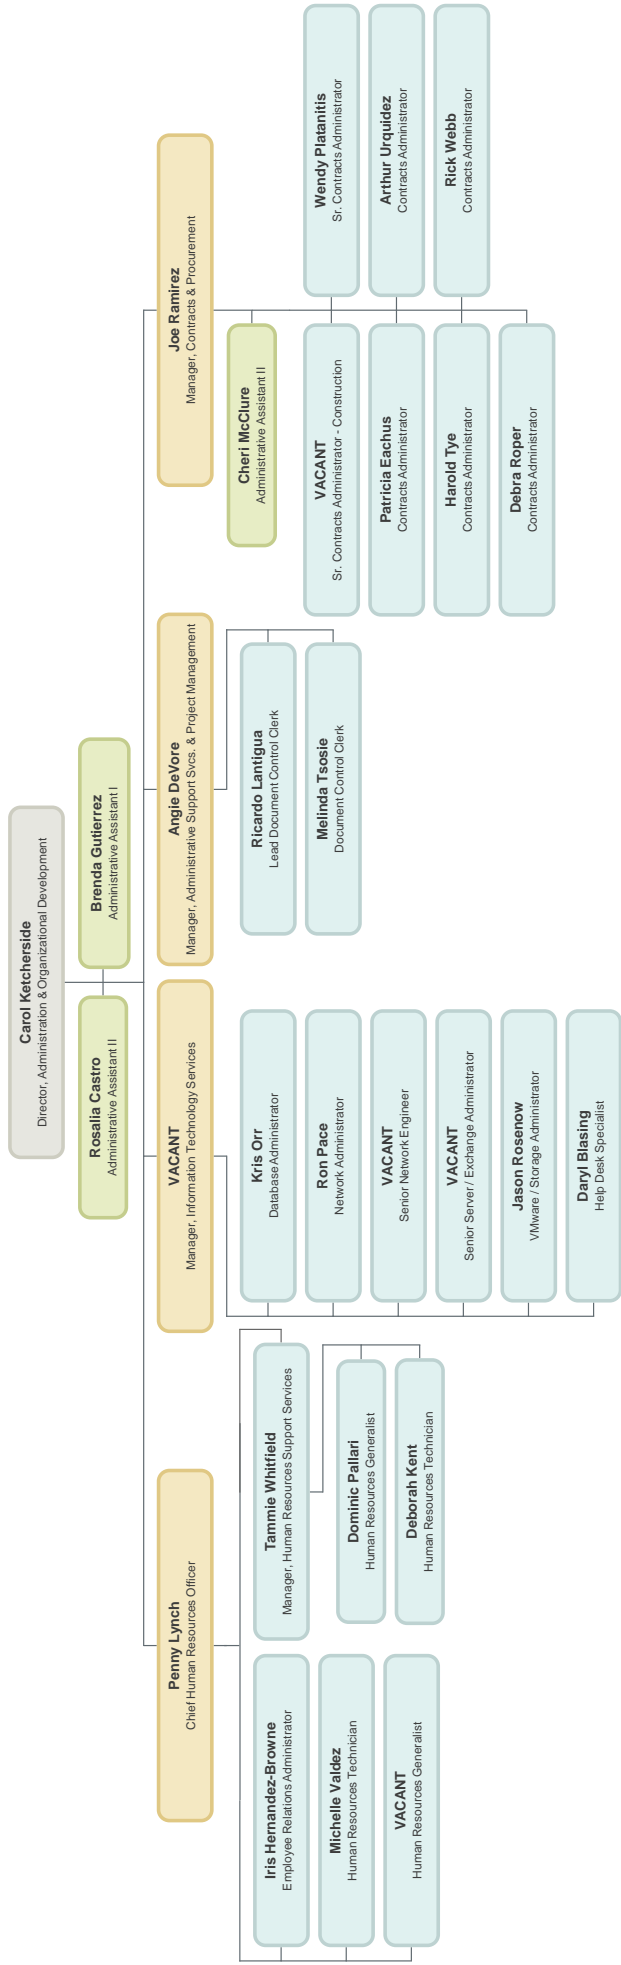 Carol Ketcherside
Director, Administration & Organizational Development
Rosalia Castro
Administrative Assistant II
Brenda Gutierrez
Administrative Assistant I
Penny Lynch
Chief Human Resources Officer
VACANT
Manager, Information Technology Services
Angie DeVore
Manager, Administrative Support Svcs. & Project Management
Joe Ramirez
Manager, Contracts & Procurement
Iris Hernandez-Browne
Employee Relations Administrator
Michelle Valdez
Human Resources Technician
VACANT
Human Resources Generalist
Tammie Whitfield
Manager, Human Resources Support Services
Dominic Pallari
Human Resources Generalist
Deborah Kent
Human Resources Technician
Kris Orr
Database Administrator
Ron Pace
Network Administrator
VACANT
Senior Network Engineer
VACANT
Senior Server / Exchange Administrator
Jason Rosenow
VMware / Storage Administrator
Daryl Blasing
Help Desk Specialist
Ricardo Lantigua
Lead Document Control Clerk
Melinda Tsosie
Document Control Clerk
Cheri McClure
Administrative Assistant II
VACANT
Sr. Contracts Administrator - Construction
Patricia Eachus
Contracts Administrator
Harold Tye
Contracts Administrator
Debra Roper
Contracts Administrator
Wendy Platanitis
Sr. Contracts Administrator
Arthur Urquidez
Contracts Administrator
Rick Webb
Contracts Administrator